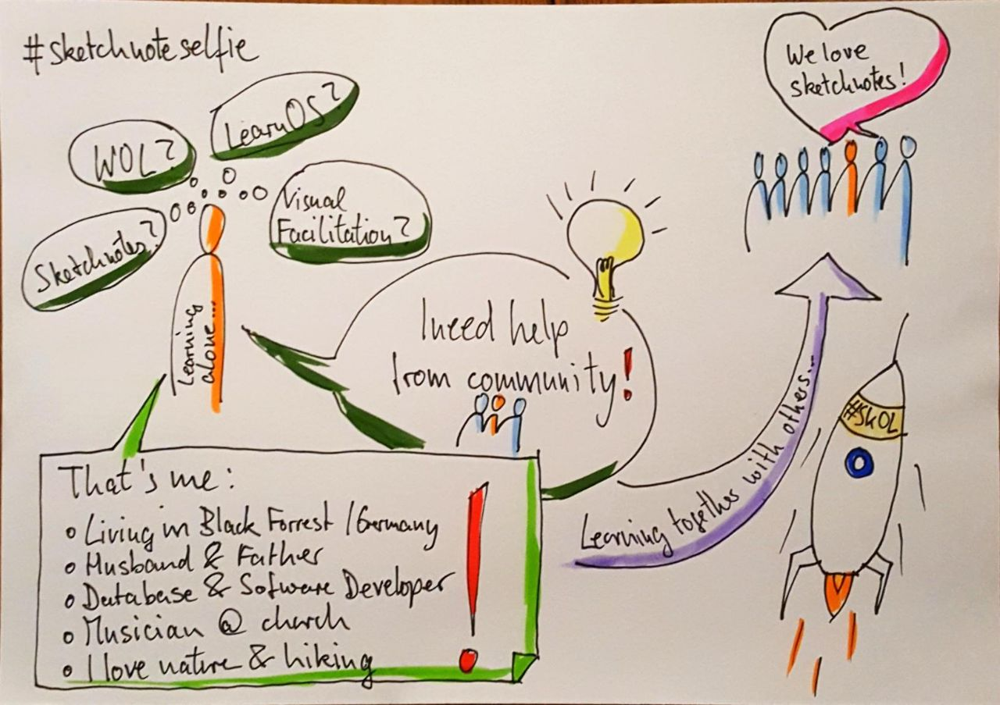 #sketchnoteselfie
WOL?
LearnOS?
Sketchnotes?
Visual
Facilitation?
Learning
alone...
I need help
from community!
We love
sketchnotes!
Learning together with others...
#SkOL
That's me:
• Living in Black Forrest / Germany
• Husband & Father
• Database & Sofware Developer
• Musician @ church
• I love nature & hiking
!